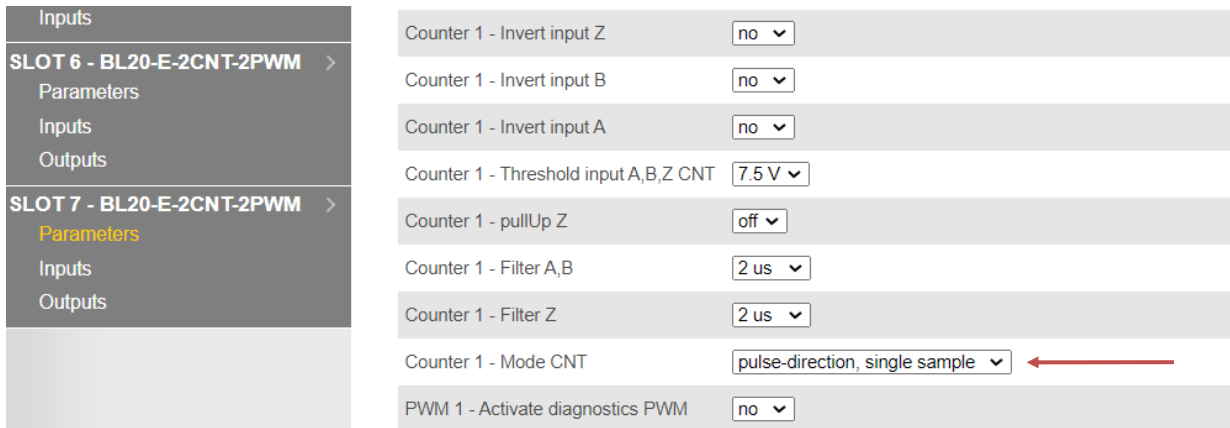 Inputs
SLOT 6 - BL20-E-2CNT-2PWM >
Parameters
Inputs
Outputs
SLOT 7 - BL20-E-2CNT-2PWM >
Parameters
Inputs
Outputs
Counter 1 - Invert input Z no
Counter 1 - Invert input B no
Counter 1 - Invert input A no
Counter 1 - Threshold input A,B,Z CNT 7.5 V
Counter 1 - pullUp Z off
Counter 1 - Filter A,B 2 us
Counter 1 - Filter Z 2 us
Counter 1 - Mode CNT pulse-direction, single sample
PWM 1 - Activate diagnostics PWM no